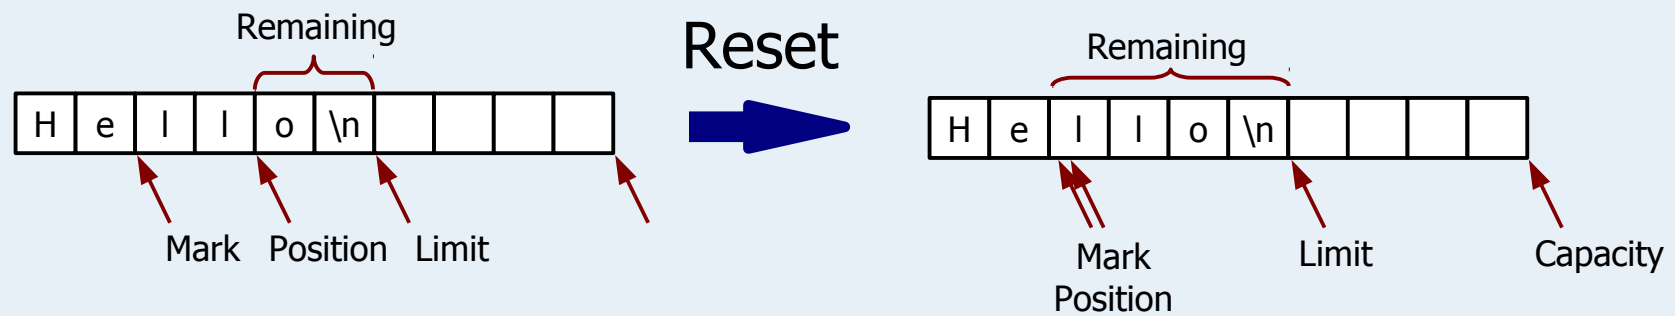 Remaining
H e l l o \n
Mark Position Limit
Reset
Remaining
H e l l o \n
Mark
Position
Limit
Capacity